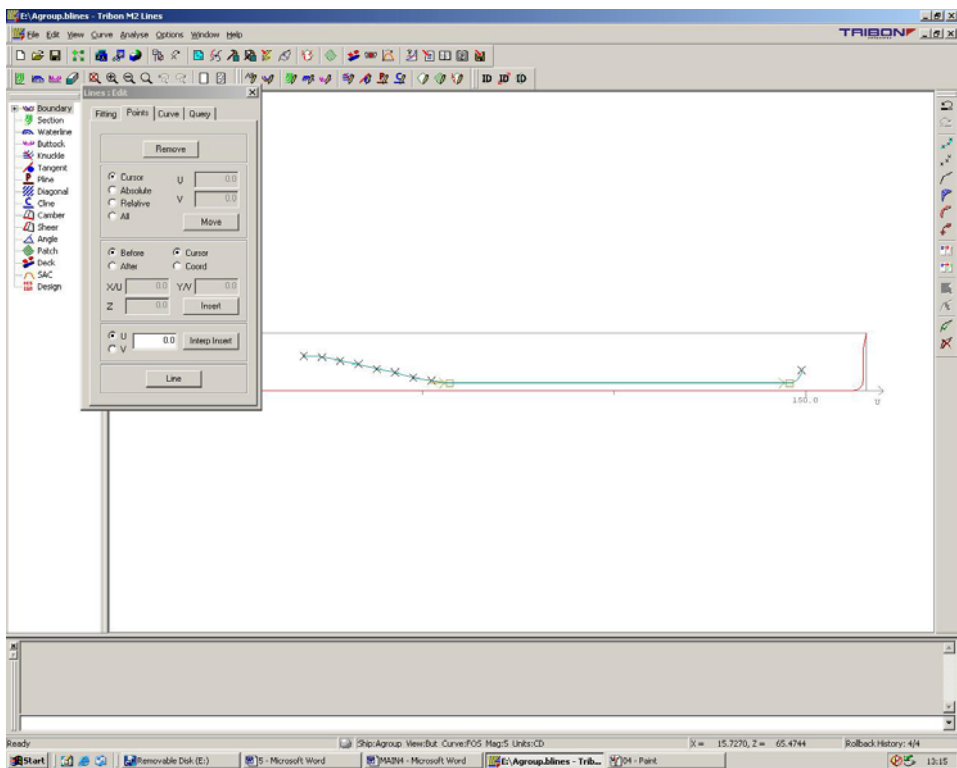 E:\Agroup.blines - Tribon M2 Lines
File Edit View Curve Analyse Options Window Help
TRIBON
ID ID ID
Lines : Edit
Fitting Points Curve Query
Remove
Cursor
Absolute
Relative
All
U 0.0
V 0.0
Move
Before
After
Cursor
Coord
X/U 0.0 Y/V 0.0
Z 0.0 Insert
U
V
0.0 Interp Insert
Line
Boundary
Section
Waterline
Buttock
Knuckle
Tangent
Pline
Diagonal
Cline
Camber
Sheer
Angle
Patch
Deck
SAC
Design
150.0
U
Ready
Ship:Agroup View:But Curve:FOS Mag:5 Units:CD
X = 15.7270, Z = 65.4744
Rollback History: 4/4
Start
Removable Disk (E:)
5 - Microsoft Word
MAIN4 - Microsoft Word
E:\Agroup.blines - Trib...
04 - Paint
13:15